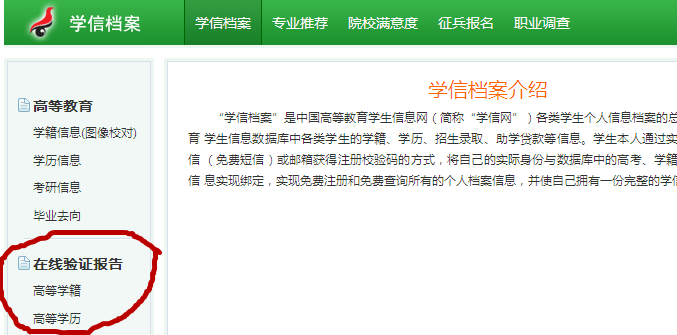 学信档案
学信档案 专业推荐 院校满意度 征兵报名 职业调查
高等教育
学籍信息(图像校对)
学历信息
考研信息
毕业去向
在线验证报告
高等学籍
高等学历
学信档案介绍
“学信档案”是中国高等教育学生信息网（简称“学信网”）各类学生个人信息档案的总
育 学生信息数据库中各类学生的学籍、学历、招生录取、助学贷款等信息。学生本人通过实
信 （免费短信）或邮箱获得注册校验码的方式，将自己的实际身份与数据库中的高考、学籍
信 息实现绑定，实现免费注册和免费查询所有的个人档案信息，并使自己拥有一份完整的学信